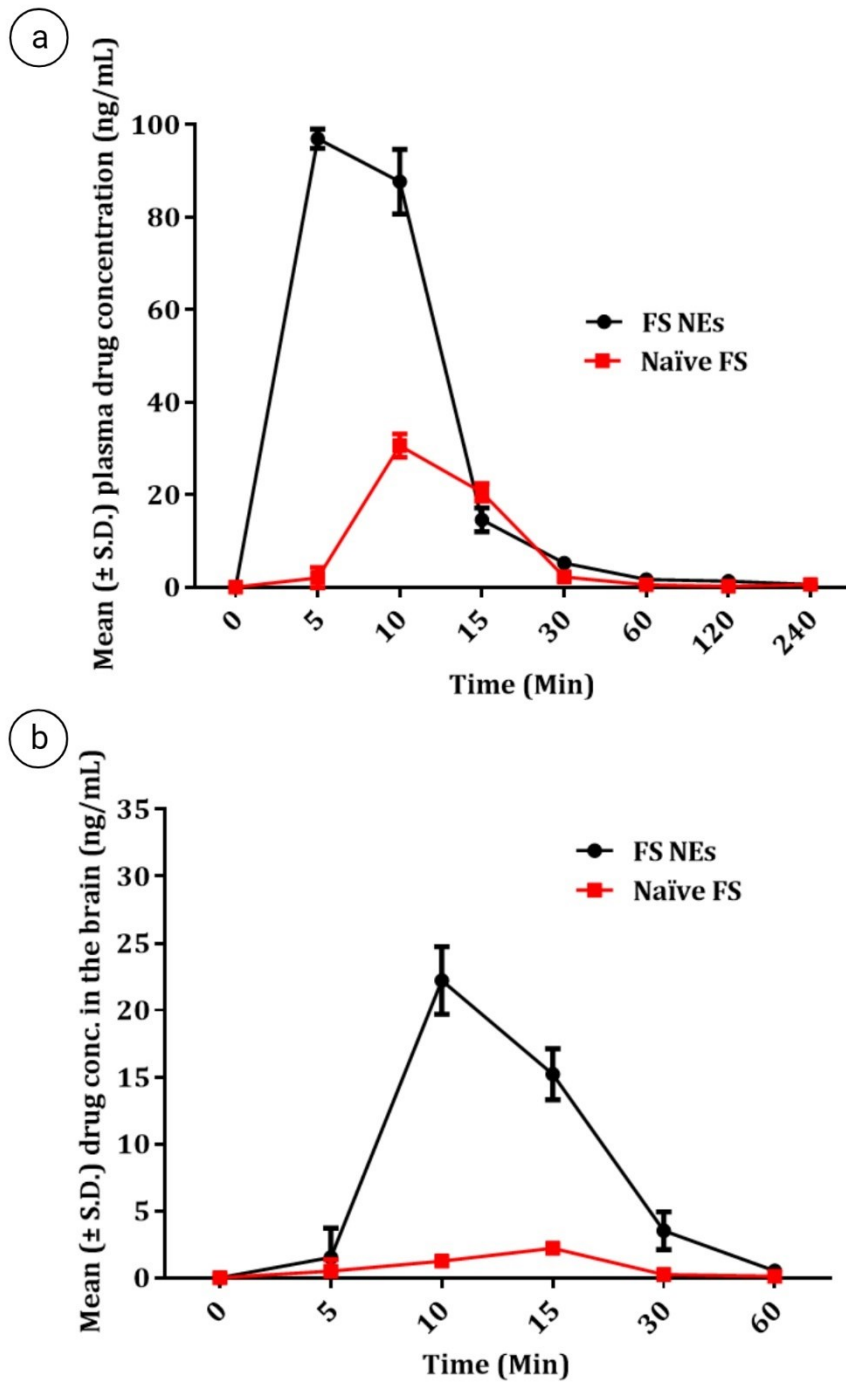 a
Mean (± S.D.) plasma drug concentration (ng/mL)
100
80
60
40
20
0
FS NEs
Naïve FS
0 5 10 15 30 60 120 240
Time (Min)
b
Mean (± S.D.) drug conc. in the brain (ng/mL)
35
30
25
20
15
10
5
0
FS NEs
Naïve FS
0 5 10 15 30 60
Time (Min)